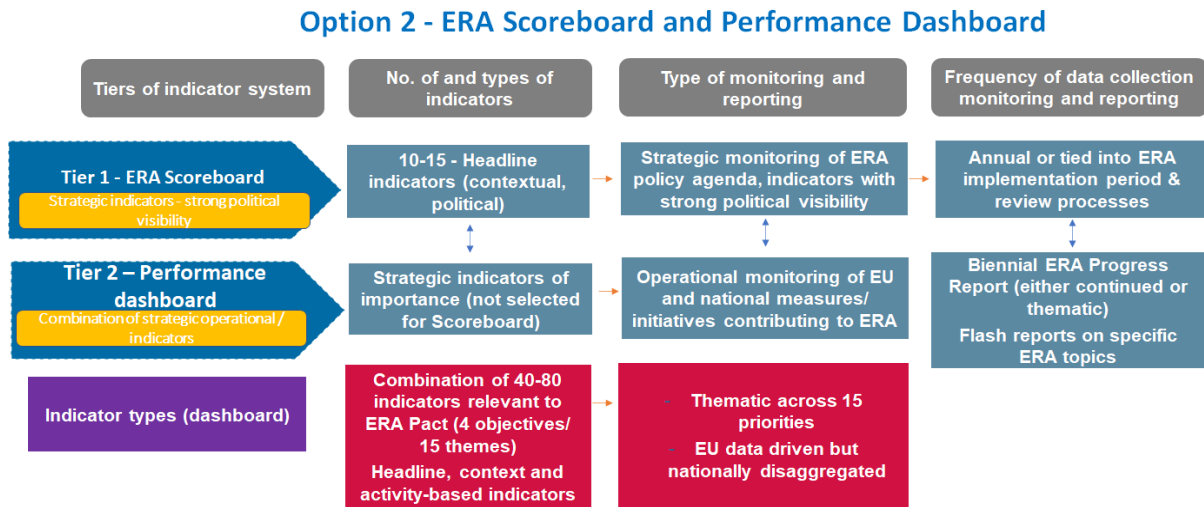 Option 2 - ERA Scoreboard and Performance Dashboard
Tiers of indicator system
No. of and types of
indicators
Type of monitoring and
reporting
Frequency of data collection
monitoring and reporting
Tier 1 - ERA Scoreboard
Strategic indicators - strong political
visibility
10-15 - Headline
indicators (contextual,
political)
Strategic monitoring of ERA
policy agenda, indicators with
strong political visibility
Annual or tied into ERA
implementation period &
review processes
Tier 2 – Performance
dashboard
Combination of strategic operational /
indicators
Strategic indicators of
importance (not selected
for Scoreboard)
Operational monitoring of EU
and national measures/
initiatives contributing to ERA
Biennial ERA Progress
Report (either continued or
thematic)
Flash reports on specific
ERA topics
Indicator types (dashboard)
Combination of 40-80
indicators relevant to
ERA Pact (4 objectives/
15 themes)
Headline, context and
activity-based indicators
- Thematic across 15
priorities
- EU data driven but
nationally disaggregated